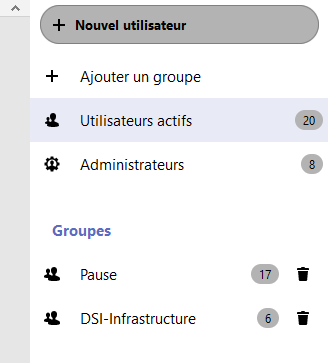 Nouvel utilisateur
Ajouter un groupe
Utilisateurs actifs 20
Administrateurs 8
Groupes
Pause 17
DSI-Infrastructure 6